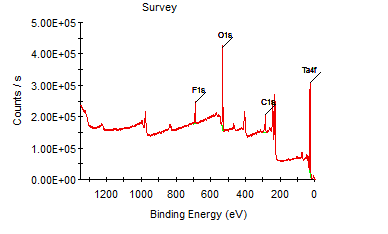 Survey
Counts / s
5.00E+05
4.00E+05
3.00E+05
2.00E+05
1.00E+05
0.00E+00
O1s
F1s
C1s
Ta4f
1200 1000 800 600 400 200 0
Binding Energy (eV)